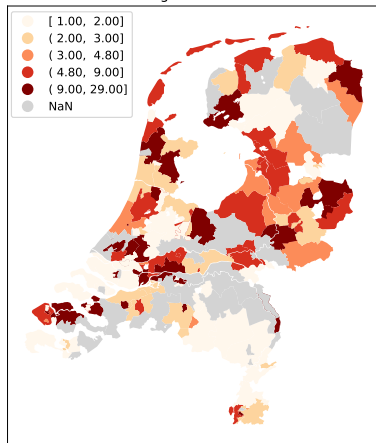 [ 1.00, 2.00]
( 2.00, 3.00]
( 3.00, 4.80]
( 4.80, 9.00]
( 9.00, 29.00]
NaN